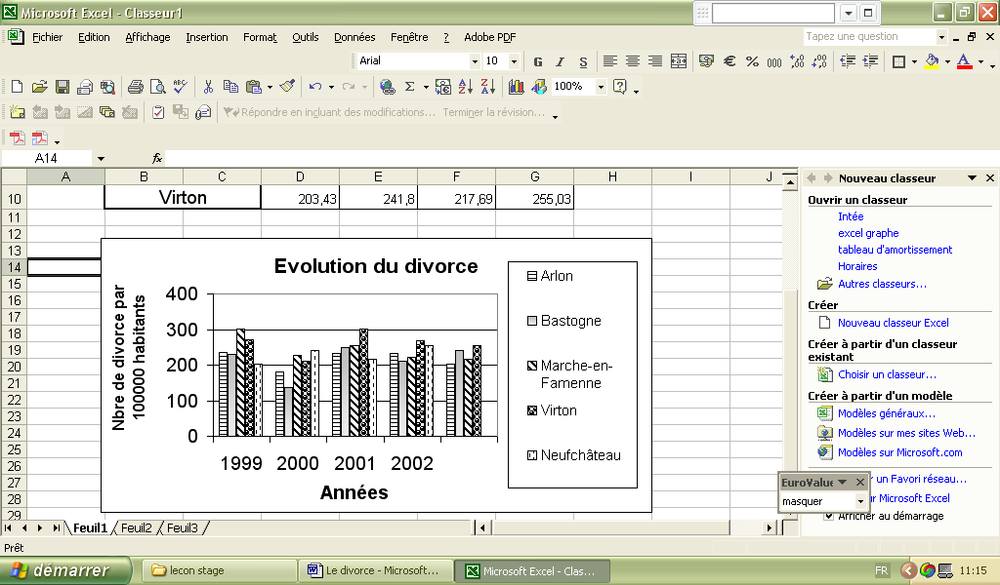 Microsoft Excel - Classeur1
Fichier Edition Affichage Insertion Format Outils Données Fenêtre ? Adobe PDF
Tapez une question
Arial 10 G I S € % 000
100%
Répondre en incluant des modifications... Terminer la révision...
A14 fx
A B C D E F G H I J
10 Virton 203,43 241,8 217,69 255,03
11
12
13
14
15
16
17
18
19
20
21
22
23
24
25
26
27
28
29
Evolution du divorce
Nbre de divorce par
100000 habitants
400
300
200
100
0
1999 2000 2001 2002
Années
Arlon
Bastogne
Marche-en-
Famenne
Virton
Neufchâteau
Nouveau classeur
Ouvrir un classeur
Intée
excel graphe
tableau d'amortissement
Horaires
Autres classeurs...
Créer
Nouveau classeur Excel
Créer à partir d'un classeur
existant
Choisir un classeur...
Créer à partir d'un modèle
Modèles généraux...
Modèles sur mes sites Web...
Modèles sur Microsoft.com
un Favori réseau...
Microsoft Excel
Afficher au démarrage
EuroValue
masquer
Feuil1 Feuil2 Feuil3
Prêt
démarrer lecon stage Le divorce - Microsoft... Microsoft Excel - Clas... FR 11:15